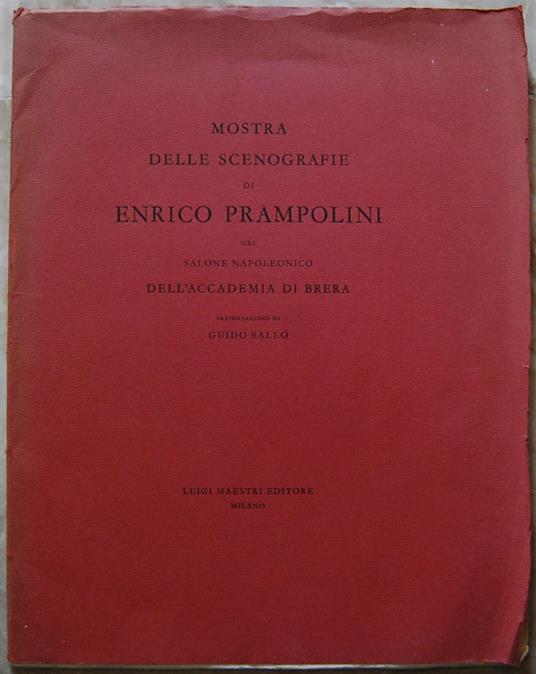 MOSTRA
DELLE SCENOGRAFIE
DI
ENRICO PRAMPOLINI
NEL
SALONE NAPOLEONICO
DELL'ACCADEMIA DI BRERA
PRESENTAZIONE DI
GUIDO BALLO
LUIGI MAESTRI EDITORE
MILANO